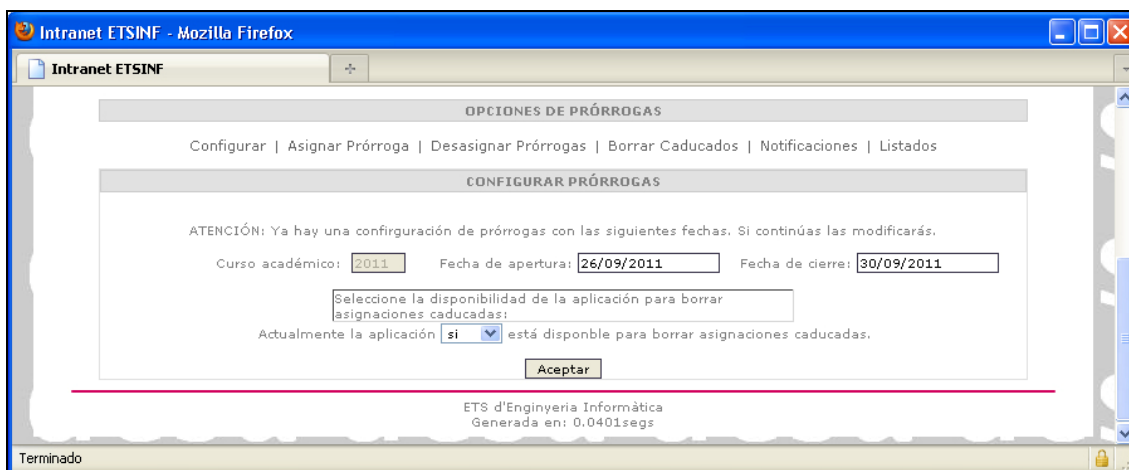 Intranet ETSINF - Mozilla Firefox
Intranet ETSINF
OPCIONES DE PRÓRROGAS
Configurar | Asignar Prórroga | Desasignar Prórrogas | Borrar Caducados | Notificaciones | Listados
CONFIGURAR PRÓRROGAS
ATENCIÓN: Ya hay una confirguración de prórrogas con las siguientes fechas. Si continúas las modificarás.
Curso académico: 2011 Fecha de apertura: 26/09/2011 Fecha de cierre: 30/09/2011
Seleccione la disponibilidad de la aplicación para borrar
asignaciones caducadas:
Actualmente la aplicación si está disponble para borrar asignaciones caducadas.
Aceptar
ETS d'Enginyeria Informàtica
Generada en: 0.0401segs
Terminado